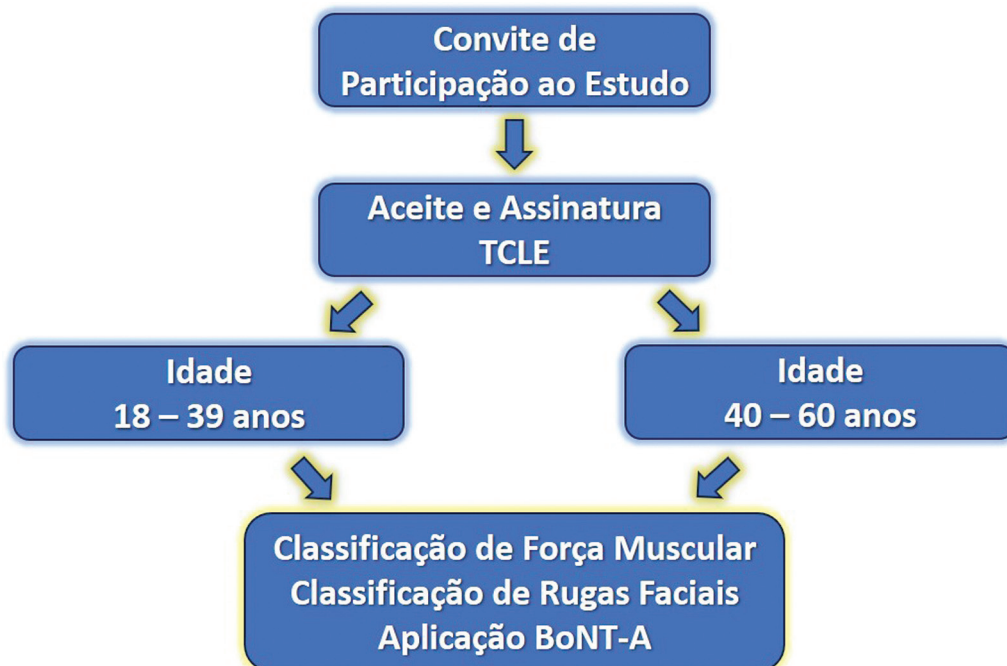 Convite de
Participação ao Estudo
Aceite e Assinatura
TCLE
Idade
18 – 39 anos
Idade
40 – 60 anos
Classificação de Força Muscular
Classificação de Rugas Faciais
Aplicação BoNT-A